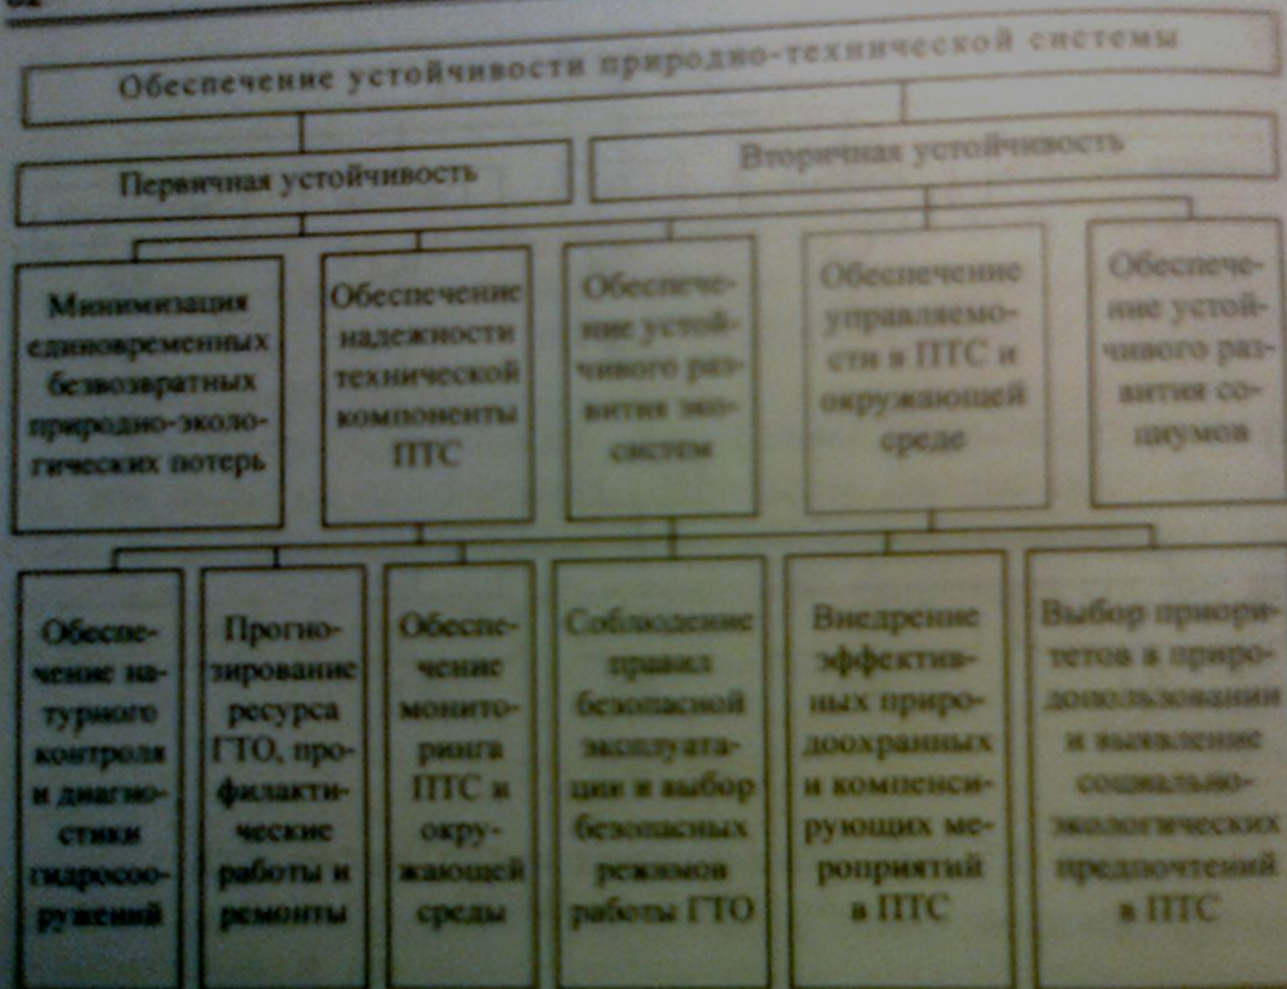 Обеспечение устойчивости природно-технической системы
Первичная устойчивость
Вторичная устойчивость
Минимизация
единовременных
безвозвратных
природно-эколо-
гических потерь
Обеспечение
надежности
технической
компоненты
ПТС
Обеспече-
ние устой-
чивого раз-
вития эко-
систем
Обеспечение
управляемо-
сти в ПТС и
окружающей
среде
Обеспече-
ние устой-
чивого раз-
вития со-
циумов
Обеспе-
чение на-
турного
контроля
и диагно-
стики
гидросоо-
ружений
Прогно-
зирование
ресурса
ГТО, про-
филакти-
ческие
работы и
ремонты
Обеспе-
чение
монито-
ринга
ПТС и
окру-
жающей
среды
Соблюдение
правил
безопасной
эксплуата-
ции и выбор
безопасных
режимов
работы ГТО
Внедрение
эффектив-
ных приро-
доохранных
и компенси-
рующих ме-
роприятий
в ПТС
Выбор приори-
тетов в приро-
допользовании
и выявление
социально-
экологических
предпочтений
в ПТС